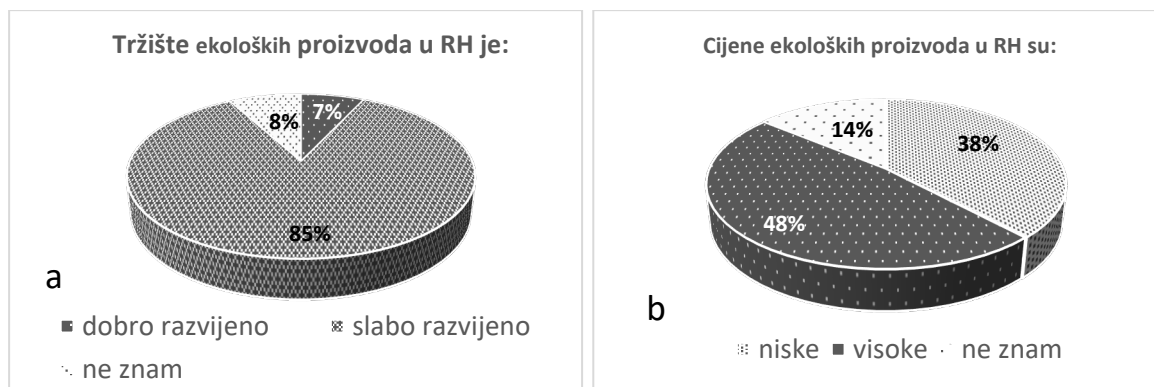 Tržište ekoloških proizvoda u RH je:
8%
7%
85%
a
dobro razvijeno
slabo razvijeno
ne znam
Cijene ekoloških proizvoda u RH su:
14%
38%
48%
b
niske visoke ne znam